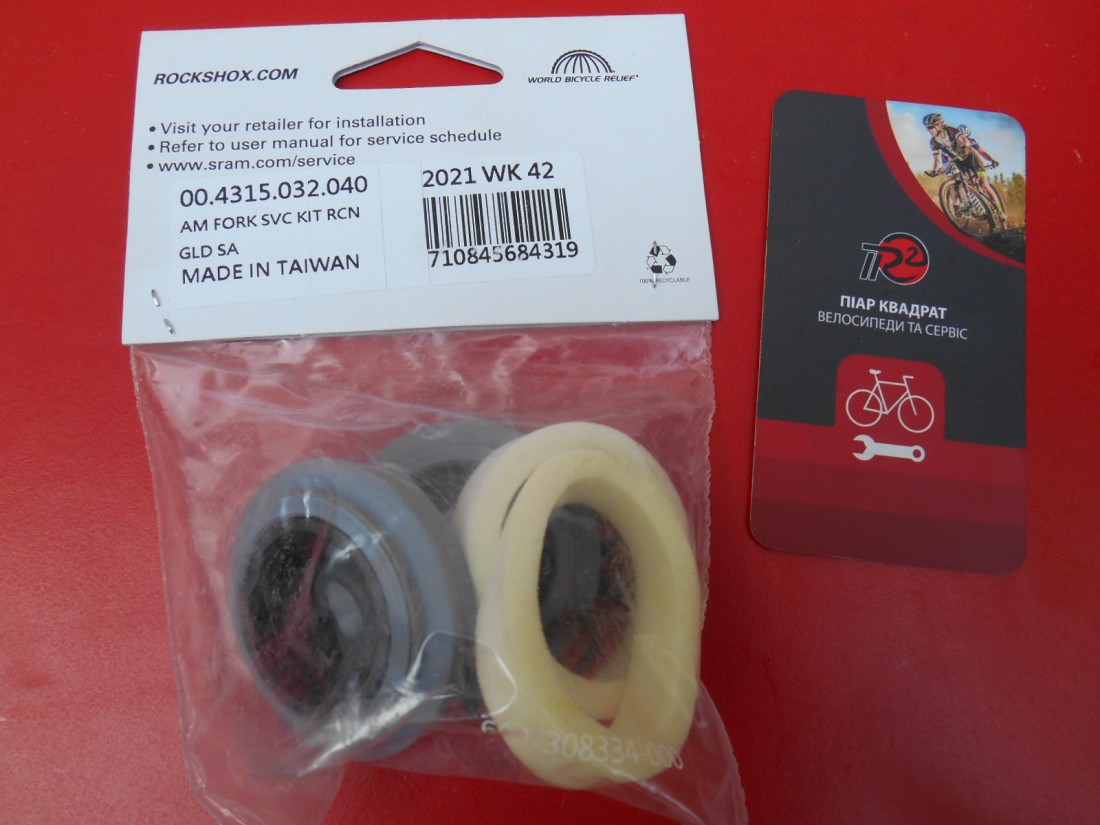 ROCKSHOX.COM
WORLD BICYCLE RELIEF
• Visit your retailer for installation
• Refer to user manual for service schedule
• www.sram.com/service
00.4315.032.040
AM FORK SVC KIT RCN
GLD SA
MADE IN TAIWAN
2021 WK 42
710845684319
100% RECYCLABLE
R2
ПІАР КВАДРАТ
ВЕЛОСИПЕДИ ТА СЕРВІС
308334-000